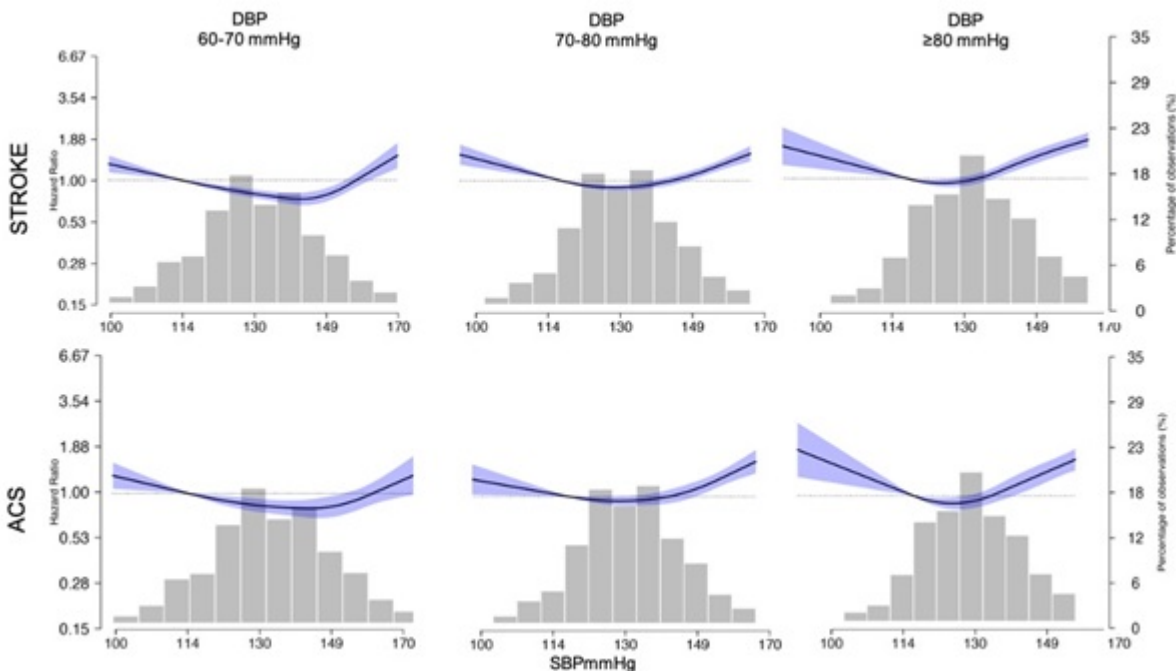 DBP
60-70 mmHg
DBP
70-80 mmHg
DBP
≥80 mmHg
STROKE
Hazard Ratio
6.67
3.54
1.88
1.00
0.53
0.28
0.15
100 114 130 149 170
100 114 130 149 170
100 114 130 149 170
35
29
23
18
12
6
0
Percentage of observations (%)
ACS
Hazard Ratio
6.67
3.54
1.88
1.00
0.53
0.28
0.15
100 114 130 149 170
100 114 130 149 170
100 114 130 149 170
35
29
23
18
12
6
0
Percentage of observations (%)
SBPmmHg